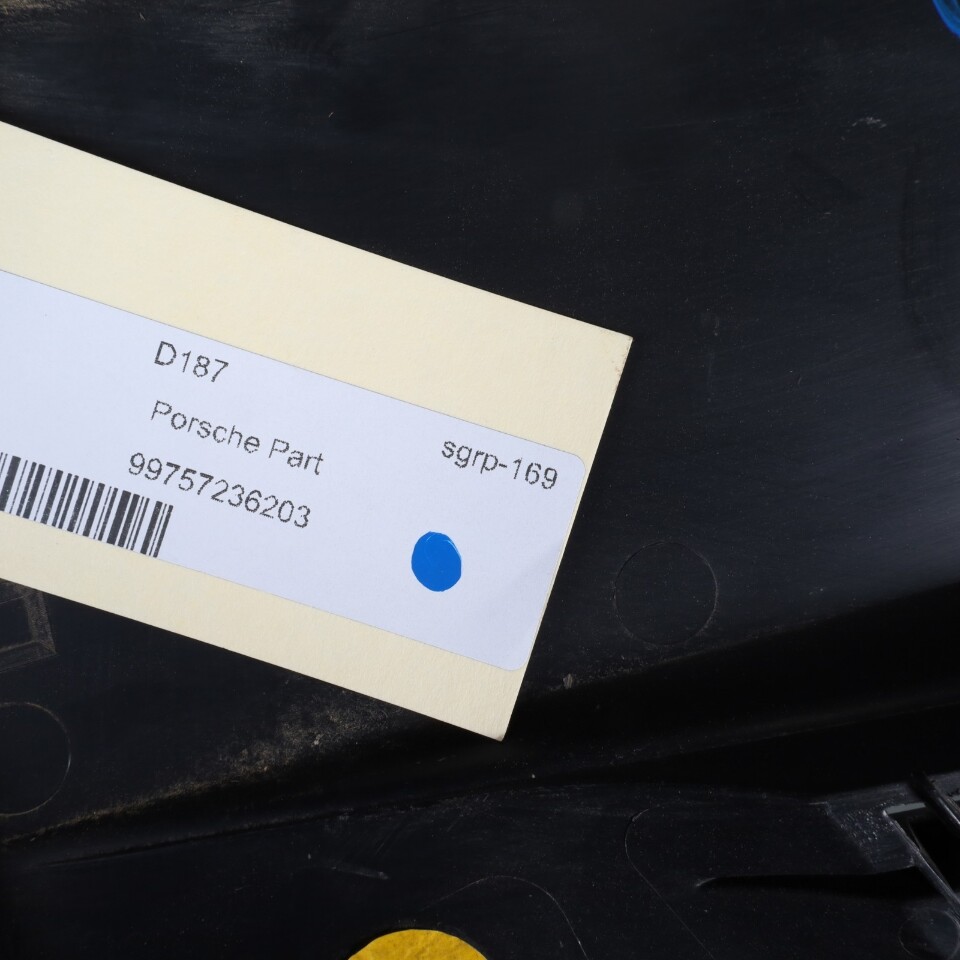 D187
Porsche Part
sgrp-169
99757236203